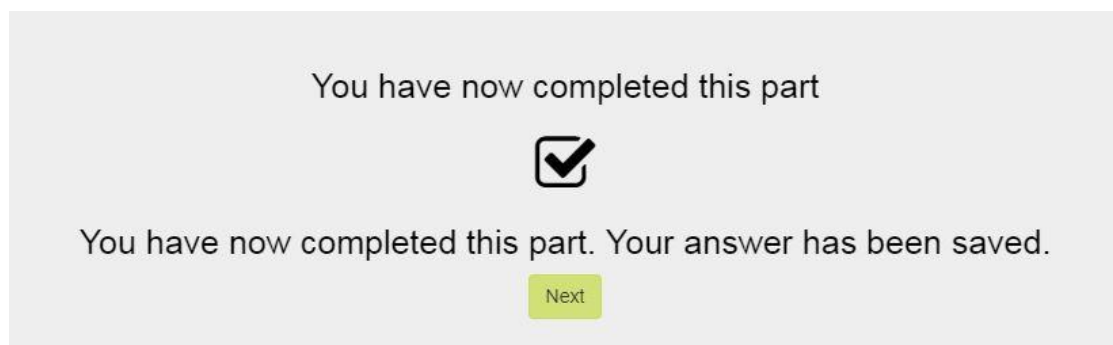 You have now completed this part
You have now completed this part. Your answer has been saved.
Next